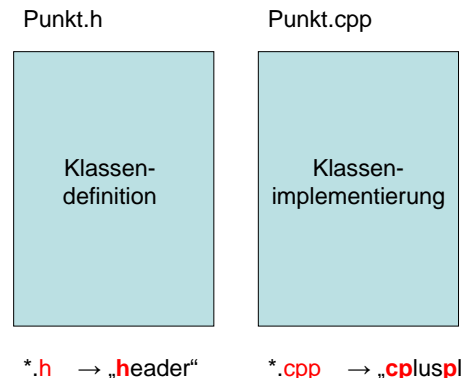 Punkt.h
Punkt.cpp
Klassen-
definition
Klassen-
implementierung
*.h → „header“
*.cpp → „cpluspl